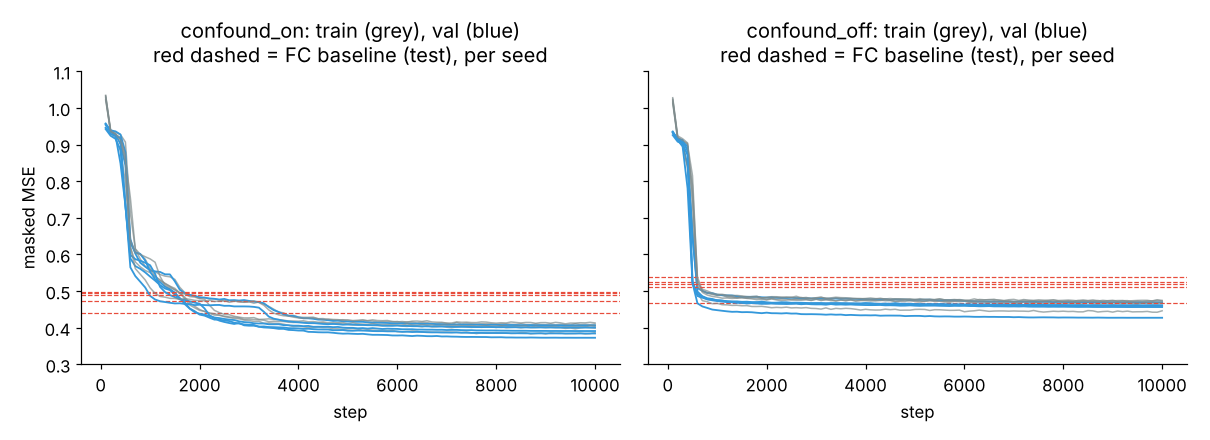 confound_on: train (grey), val (blue)
red dashed = FC baseline (test), per seed
confound_off: train (grey), val (blue)
red dashed = FC baseline (test), per seed
masked MSE
1.1
1.0
0.9
0.8
0.7
0.6
0.5
0.4
0.3
0 2000 4000 6000 8000 10000
0 2000 4000 6000 8000 10000
step
step